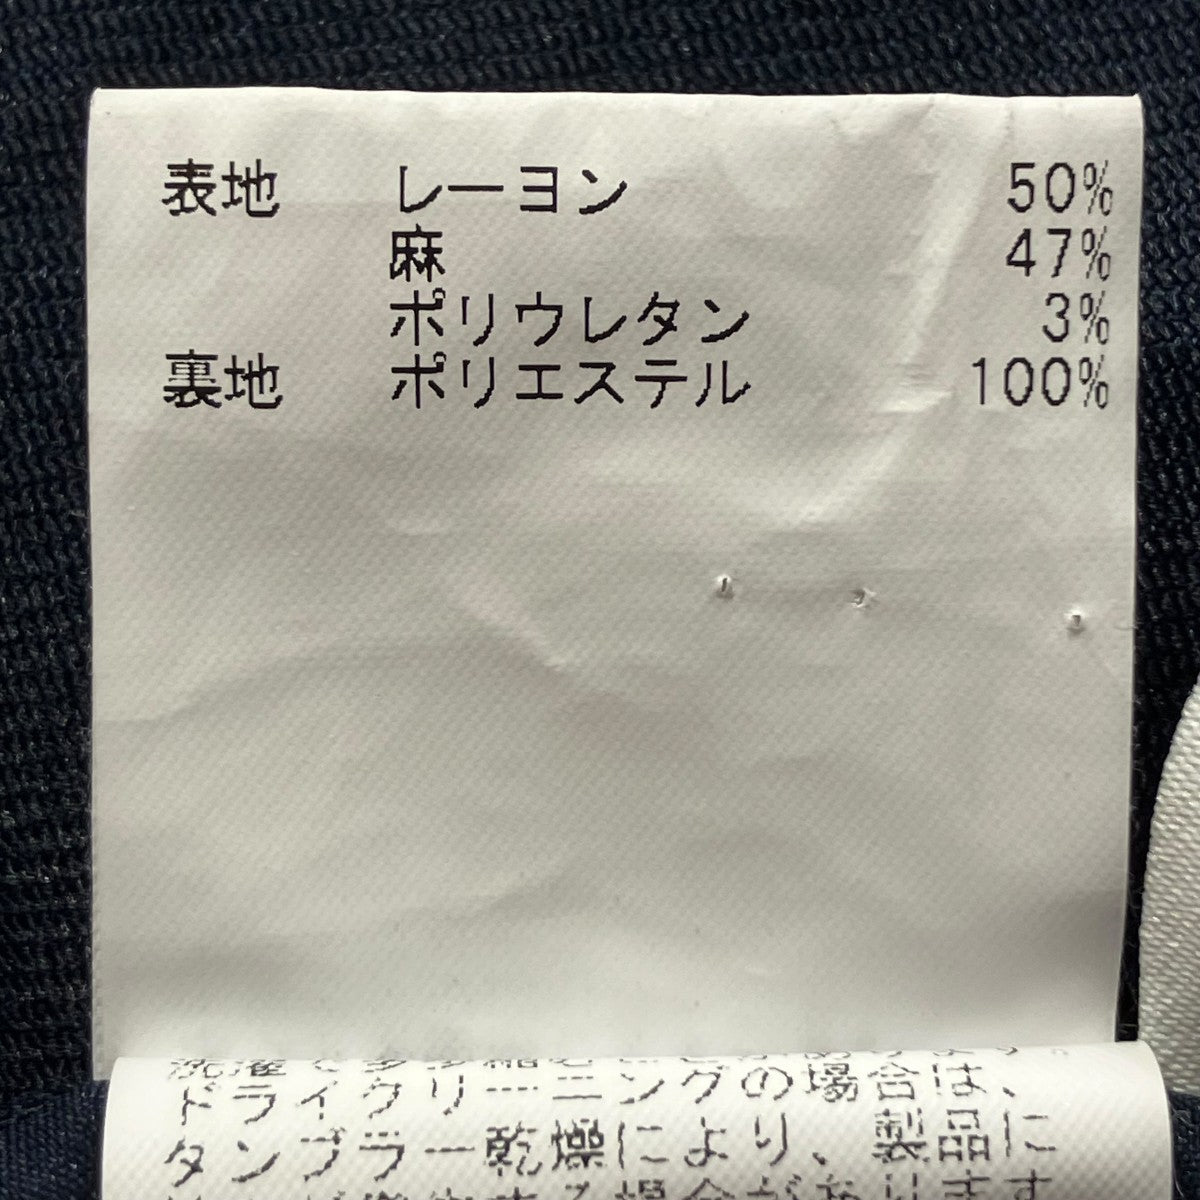 表地 レーヨン 50%
麻 47%
ポリウレタン 3%
裏地 ポリエステル 100%
ドライクリーニングの場合は、
タンブラー乾燥により、製品に